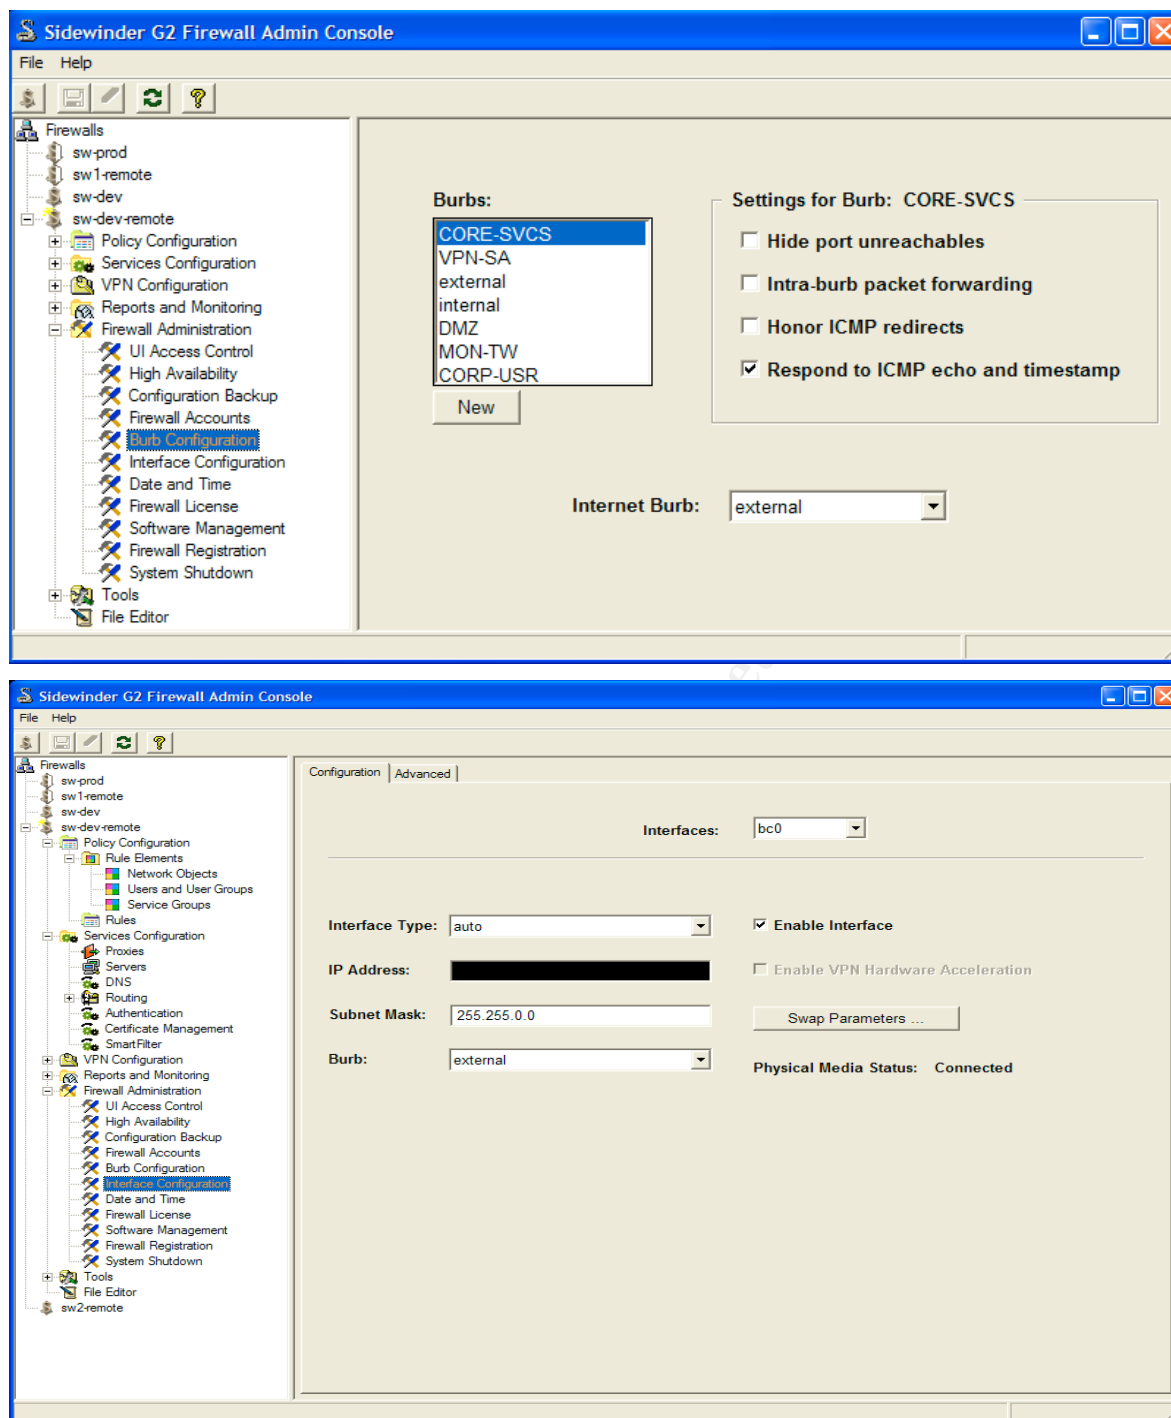 Sidewinder G2 Firewall Admin Console
File Help
Firewalls
sw-prod
sw1-remote
sw-dev
sw-dev-remote
Policy Configuration
Services Configuration
VPN Configuration
Reports and Monitoring
Firewall Administration
UI Access Control
High Availability
Configuration Backup
Firewall Accounts
Burb Configuration
Interface Configuration
Date and Time
Firewall License
Software Management
Firewall Registration
System Shutdown
Tools
File Editor
Burbs:
CORE-SVCS
VPN-SA
external
internal
DMZ
MON-TW
CORP-USR
New
Settings for Burb: CORE-SVCS
Hide port unreachables
Intra-burb packet forwarding
Honor ICMP redirects
Respond to ICMP echo and timestamp
Internet Burb: external
Sidewinder G2 Firewall Admin Console
File Help
Firewalls
sw-prod
sw1-remote
sw-dev
sw-dev-remote
Policy Configuration
Rule Elements
Network Objects
Users and User Groups
Service Groups
Rules
Services Configuration
Proxies
Servers
DNS
Routing
Authentication
Certificate Management
SmartFilter
VPN Configuration
Reports and Monitoring
Firewall Administration
UI Access Control
High Availability
Configuration Backup
Firewall Accounts
Burb Configuration
Interface Configuration
Date and Time
Firewall License
Software Management
Firewall Registration
System Shutdown
Tools
File Editor
sw2-remote
Configuration Advanced
Interfaces: bc0
Interface Type: auto
Enable Interface
IP Address:
Enable VPN Hardware Acceleration
Subnet Mask: 255.255.0.0
Swap Parameters ...
Burb: external
Physical Media Status: Connected